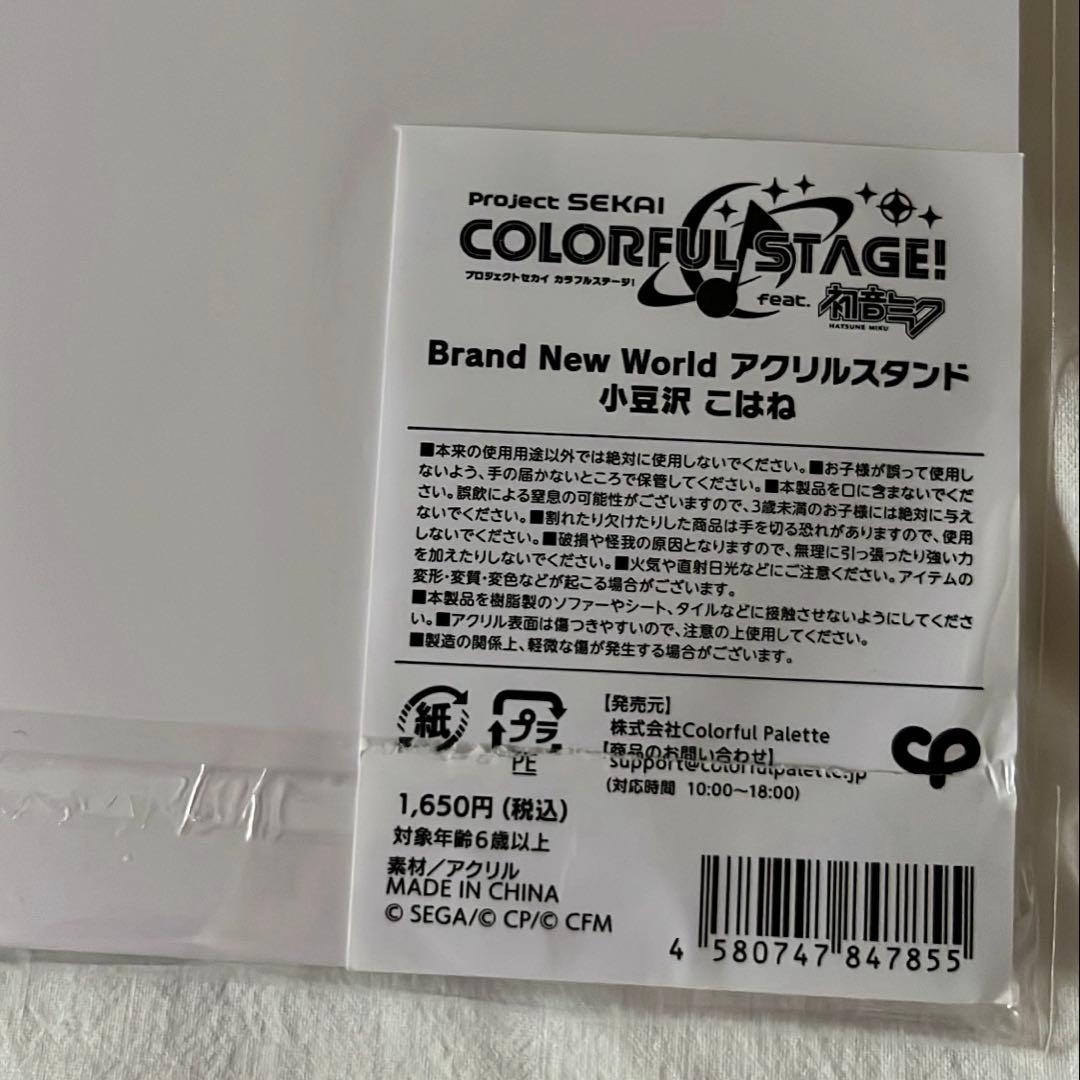 Project SEKAI
COLORFUL STAGE!
プロジェクトセカイ カラフルステージ!
feat. 初音ミク
HATSUNE MIKU
Brand New World アクリルスタンド
小豆沢 こはね
■本来の使用用途以外では絶対に使用しないでください。■お子様が誤って使用し
ないよう、手の届かないところで保管してください。■本製品を口に含まないでくだ
さい。誤飲による窒息の可能性がございますので、3歳未満のお子様には絶対に与え
ないでください。■割れたり欠けたりした商品は手を切る恐れがありますので、使用
しないでください。■破損や怪我の原因となりますので、無理に引っ張ったり強い力
を加えたりしないでください。■火気や直射日光などにご注意ください。アイテムの
変形・変質・変色などが起こる場合がございます。
■本製品を樹脂製のソファーやシート、タイルなどに接触させないようにしてくださ
い。■アクリル表面は傷つきやすいので、注意の上使用してください。
■製造の関係上、軽微な傷が発生する場合がございます。
紙
プラ
PE
【発売元】
株式会社Colorful Palette
【商品のお問い合わせ】
support@colorfulpalette.jp
(対応時間 10:00~18:00)
cp
1,650円(税込)
対象年齢6歳以上
素材/アクリル
MADE IN CHINA
© SEGA/© CP/© CFM
4 580747 847855